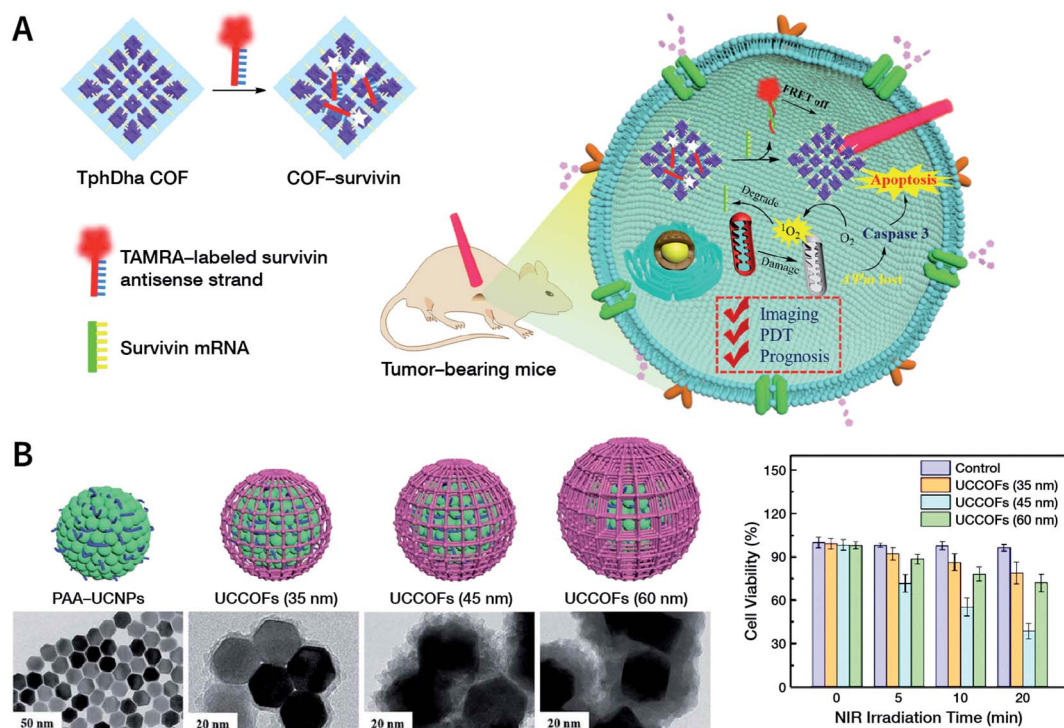 A
TphDha COF
COF–survivin
TAMRA–labeled survivin
antisense strand
Survivin mRNA
Tumor–bearing mice
FRET off
Apoptosis
Degrade
¹O₂
O₂
Caspase 3
Damage
ΔΨm lost
Imaging
PDT
Prognosis
B
PAA–UCNPs
UCCOFs (35 nm)
UCCOFs (45 nm)
UCCOFs (60 nm)
50 nm
20 nm
20 nm
20 nm
Cell Viability (%)
150
120
90
60
30
0
Control
UCCOFs (35 nm)
UCCOFs (45 nm)
UCCOFs (60 nm)
0 5 10 20
NIR Irradiation Time (min)